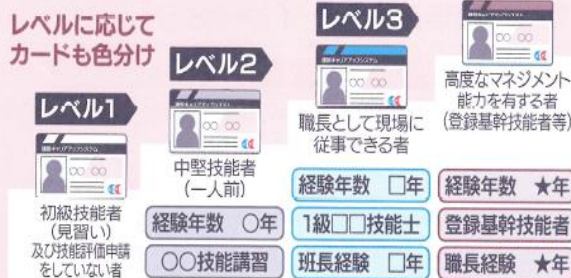 レベルに応じて
カードも色分け
レベル1
初級技能者
(見習い)
及び技能評価申請
をしていない者
レベル2
中堅技能者
(一人前)
経験年数 〇年
〇〇技能講習
レベル3
職長として現場に
従事できる者
経験年数 □年
1級□□技能士
班長経験 □年
高度なマネジメント
能力を有する者
(登録基幹技能者等)
経験年数 ★年
登録基幹技能者
職長経験 ★年